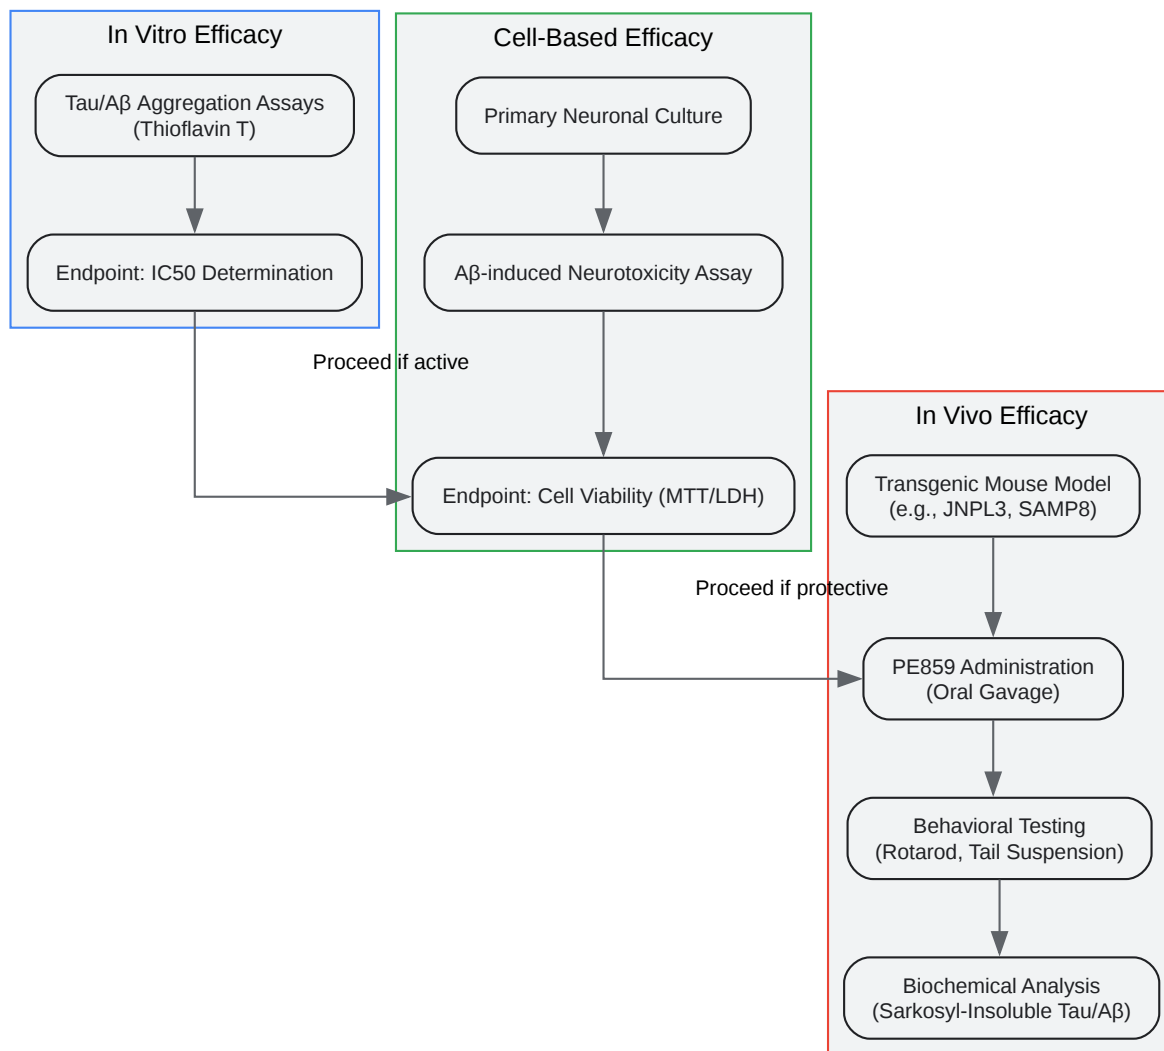 In Vitro Efficacy
Tau/Aβ Aggregation Assays
(Thioflavin T)
Endpoint: IC50 Determination
Proceed if active
Cell-Based Efficacy
Primary Neuronal Culture
Aβ-induced Neurotoxicity Assay
Endpoint: Cell Viability (MTT/LDH)
Proceed if protective
In Vivo Efficacy
Transgenic Mouse Model
(e.g., JNPL3, SAMP8)
PE859 Administration
(Oral Gavage)
Behavioral Testing
(Rotarod, Tail Suspension)
Biochemical Analysis
(Sarkosyl-Insoluble Tau/Aβ)